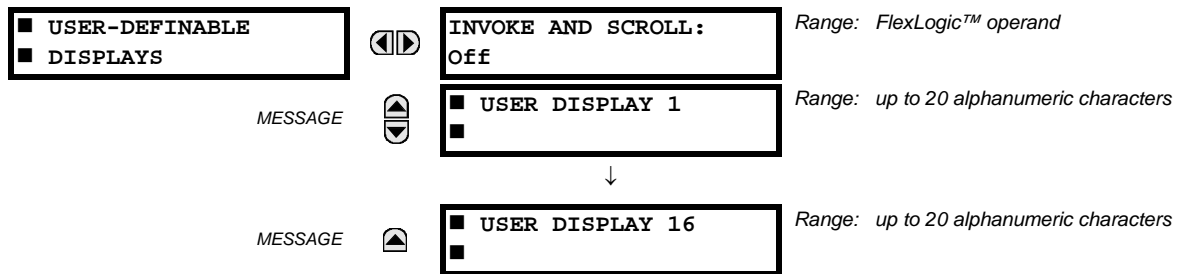 ■ USER-DEFINABLE
■ DISPLAYS
INVOKE AND SCROLL:
Off
Range: FlexLogic™ operand
MESSAGE
■ USER DISPLAY 1
■
Range: up to 20 alphanumeric characters
↓
MESSAGE
■ USER DISPLAY 16
■
Range: up to 20 alphanumeric characters